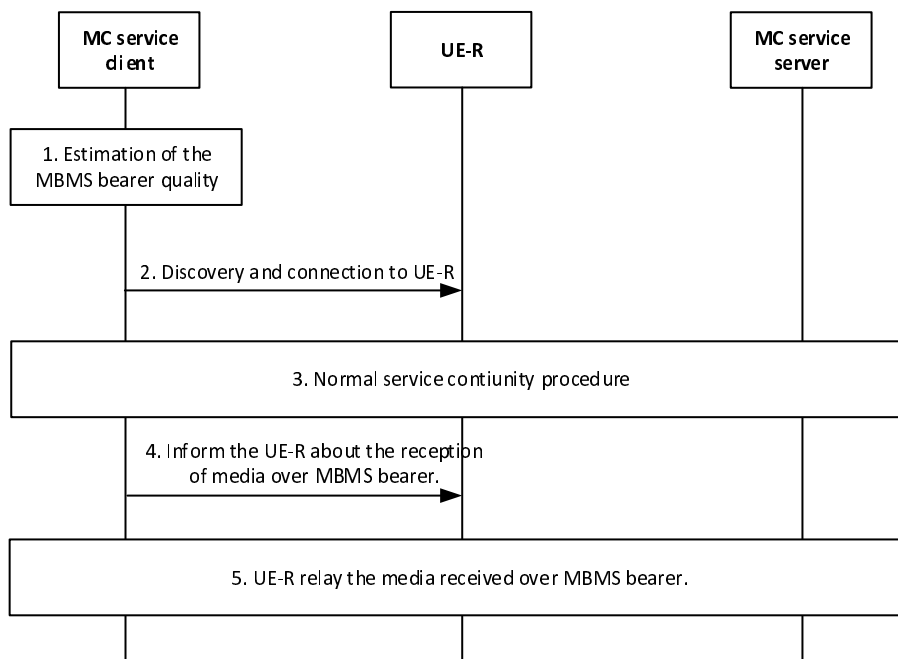 MC service
client
UE-R
MC service
server
1. Estimation of the
MBMS bearer quality
2. Discovery and connection to UE-R
3. Normal service contiunity procedure
4. Inform the UE-R about the reception
of media over MBMS bearer.
5. UE-R relay the media received over MBMS bearer.